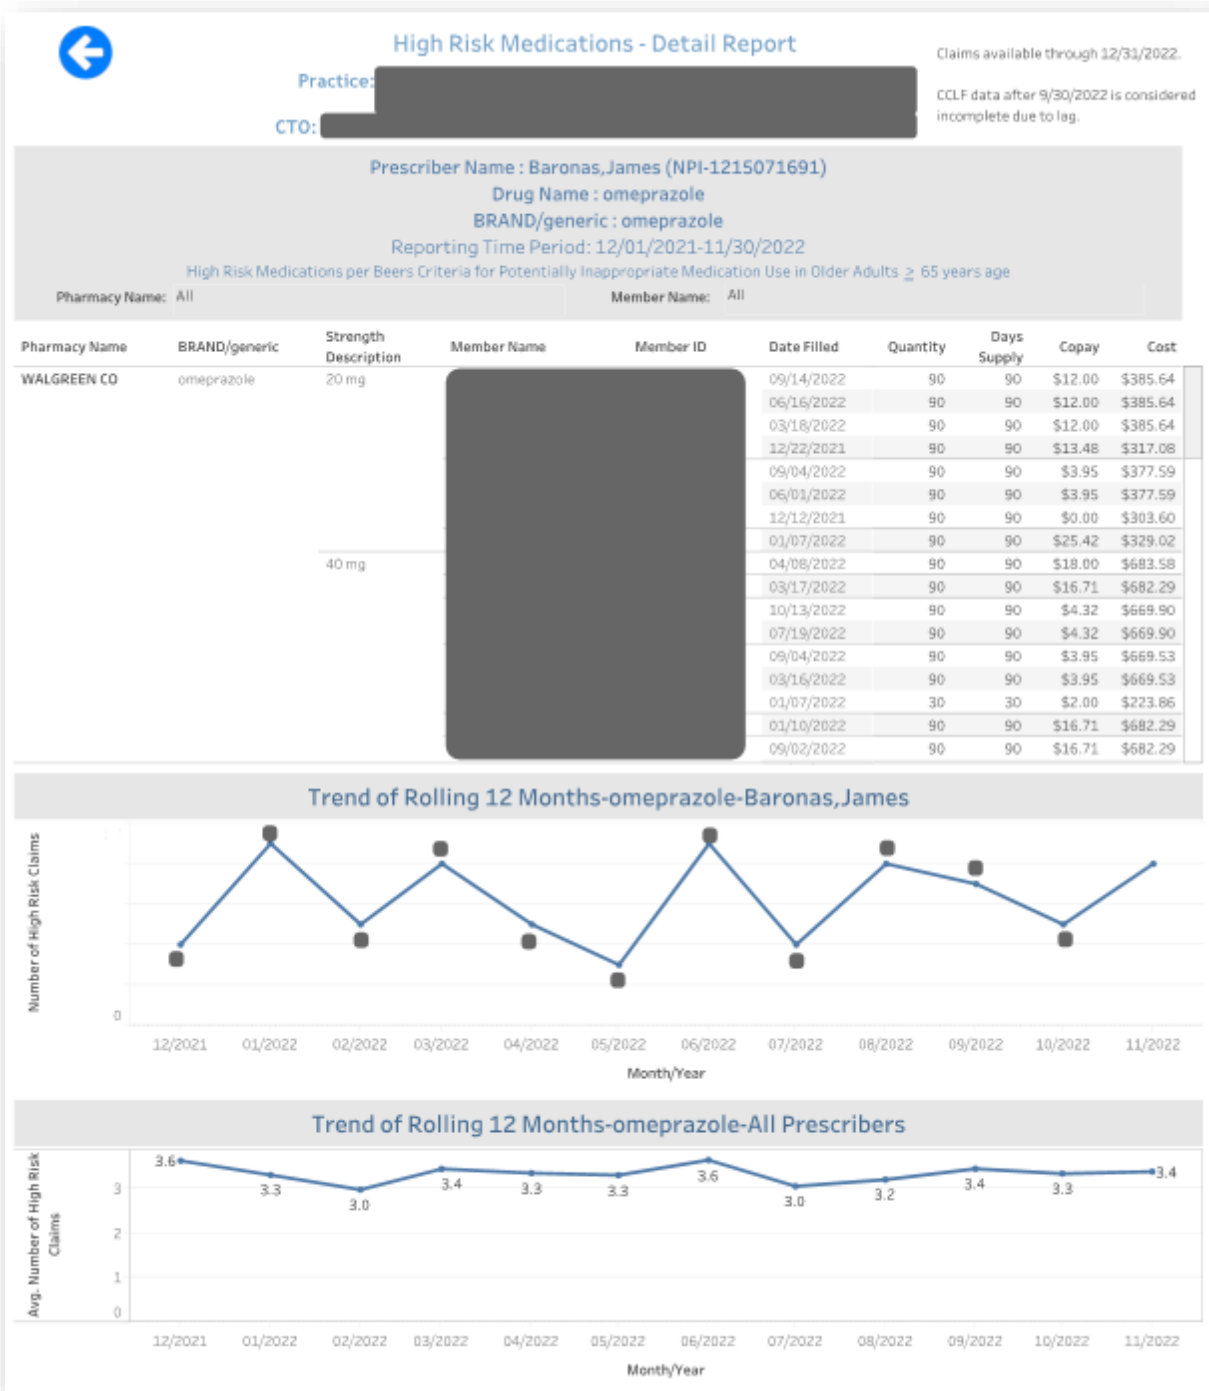 High Risk Medications - Detail Report
Claims available through 12/31/2022.
Practice:
CCLF data after 9/30/2022 is considered
incomplete due to lag.
CTO:
Prescriber Name : Baronas,James (NPI-1215071691)
Drug Name : omeprazole
BRAND/generic : omeprazole
Reporting Time Period: 12/01/2021-11/30/2022
High Risk Medications per Beers Criteria for Potentially Inappropriate Medication Use in Older Adults ≥ 65 years age
Pharmacy Name: All Member Name: All
Pharmacy Name BRAND/generic Strength Description Member Name Member ID Date Filled Quantity Days Supply Copay Cost
WALGREEN CO omeprazole 20 mg 09/14/2022 90 90 $12.00 $385.64
06/16/2022 90 90 $12.00 $385.64
03/18/2022 90 90 $12.00 $385.64
12/22/2021 90 90 $13.48 $317.08
09/04/2022 90 90 $3.95 $377.59
06/01/2022 90 90 $3.95 $377.59
12/12/2021 90 90 $0.00 $303.60
01/07/2022 90 90 $25.42 $329.02
40 mg 04/08/2022 90 90 $18.00 $683.58
03/17/2022 90 90 $16.71 $682.29
10/13/2022 90 90 $4.32 $669.90
07/19/2022 90 90 $4.32 $669.90
09/04/2022 90 90 $3.95 $669.53
03/16/2022 90 90 $3.95 $669.53
01/07/2022 30 30 $2.00 $223.86
01/10/2022 90 90 $16.71 $682.29
09/02/2022 90 90 $16.71 $682.29
Trend of Rolling 12 Months-omeprazole-Baronas,James
Number of High Risk Claims
0
12/2021 01/2022 02/2022 03/2022 04/2022 05/2022 06/2022 07/2022 08/2022 09/2022 10/2022 11/2022
Month/Year
Trend of Rolling 12 Months-omeprazole-All Prescribers
Avg. Number of High Risk
Claims
3.6 3.3 3.0 3.4 3.3 3.3 3.6 3.0 3.2 3.4 3.3 3.4
3
2
1
0
12/2021 01/2022 02/2022 03/2022 04/2022 05/2022 06/2022 07/2022 08/2022 09/2022 10/2022 11/2022
Month/Year